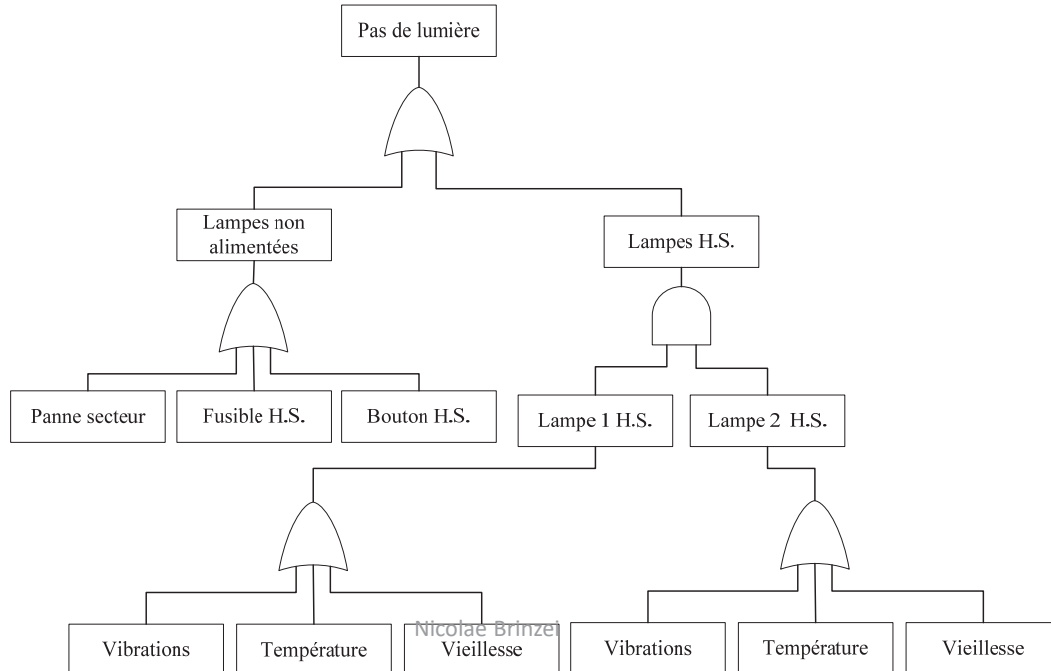 Pas de lumière
Lampes non
alimentées
Lampes H.S.
Panne secteur
Fusible H.S.
Bouton H.S.
Lampe 1 H.S.
Lampe 2 H.S.
Nicolae Brinzei
Vibrations
Température
Vieillesse
Vibrations
Température
Vieillesse